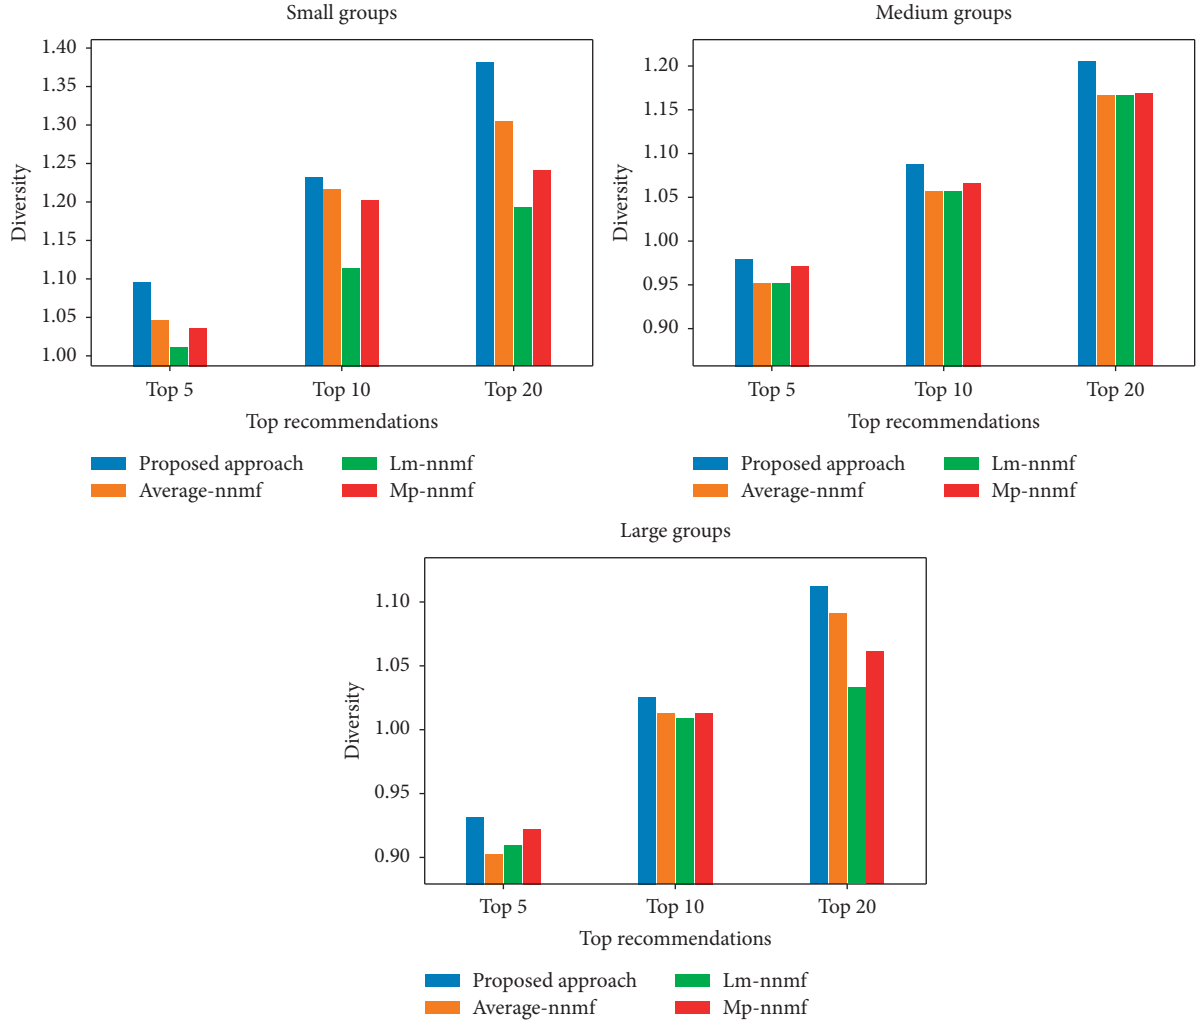 Small groups
1.40
1.35
1.30
1.25
1.20
1.15
1.10
1.05
1.00
Diversity
Top 5 Top 10 Top 20
Top recommendations
Proposed approach Lm-nnmf
Average-nnmf Mp-nnmf
Medium groups
1.20
1.15
1.10
1.05
1.00
0.95
0.90
Diversity
Top 5 Top 10 Top 20
Top recommendations
Proposed approach Lm-nnmf
Average-nnmf Mp-nnmf
Large groups
1.10
1.05
1.00
0.95
0.90
Diversity
Top 5 Top 10 Top 20
Top recommendations
Proposed approach Lm-nnmf
Average-nnmf Mp-nnmf